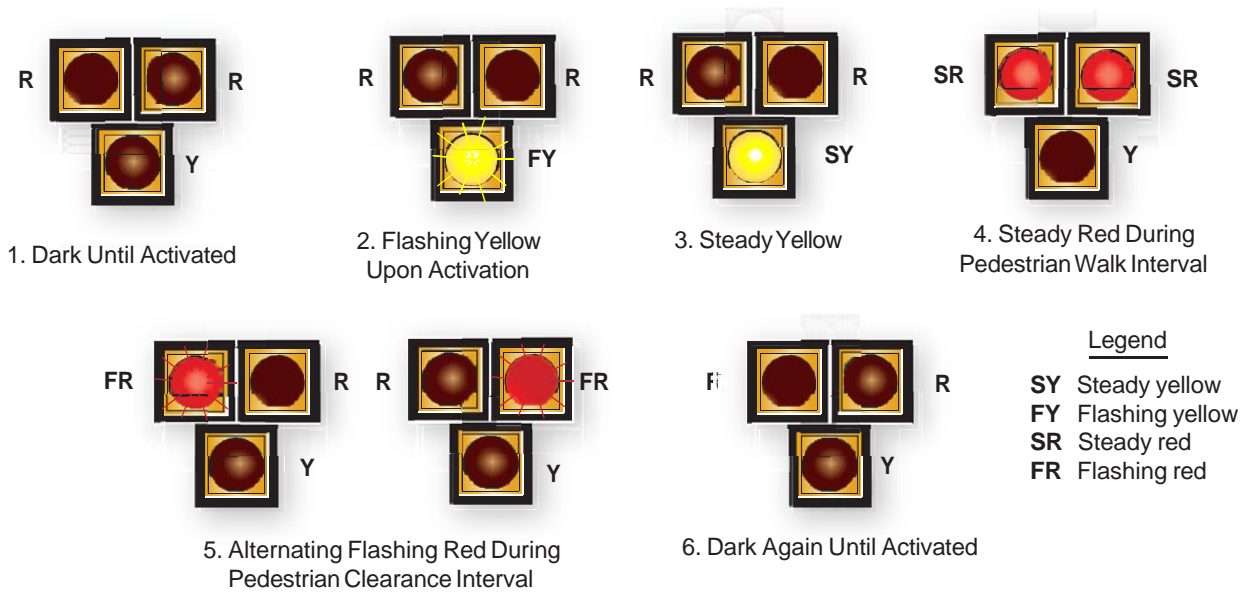 R
R
Y
1. Dark Until Activated
R
R
FY
2. Flashing Yellow
Upon Activation
R
R
SY
3. Steady Yellow
SR
SR
Y
4. Steady Red During
Pedestrian Walk Interval
FR
R
Y
R
FR
Y
5. Alternating Flashing Red During
Pedestrian Clearance Interval
R
Y
6. Dark Again Until Activated
Legend
SY Steady yellow
FY Flashing yellow
SR Steady red
FR Flashing red